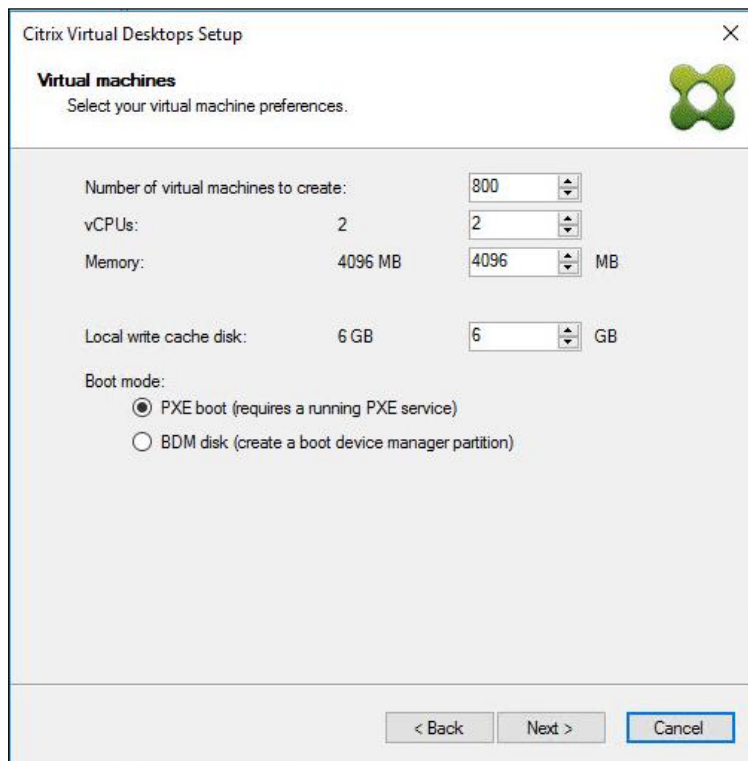 Citrix Virtual Desktops Setup
Virtual machines
Select your virtual machine preferences.
Number of virtual machines to create: 800
vCPUs: 2 2
Memory: 4096 MB 4096 MB
Local write cache disk: 6 GB 6 GB
Boot mode:
PXE boot (requires a running PXE service)
BDM disk (create a boot device manager partition)
< Back Next > Cancel